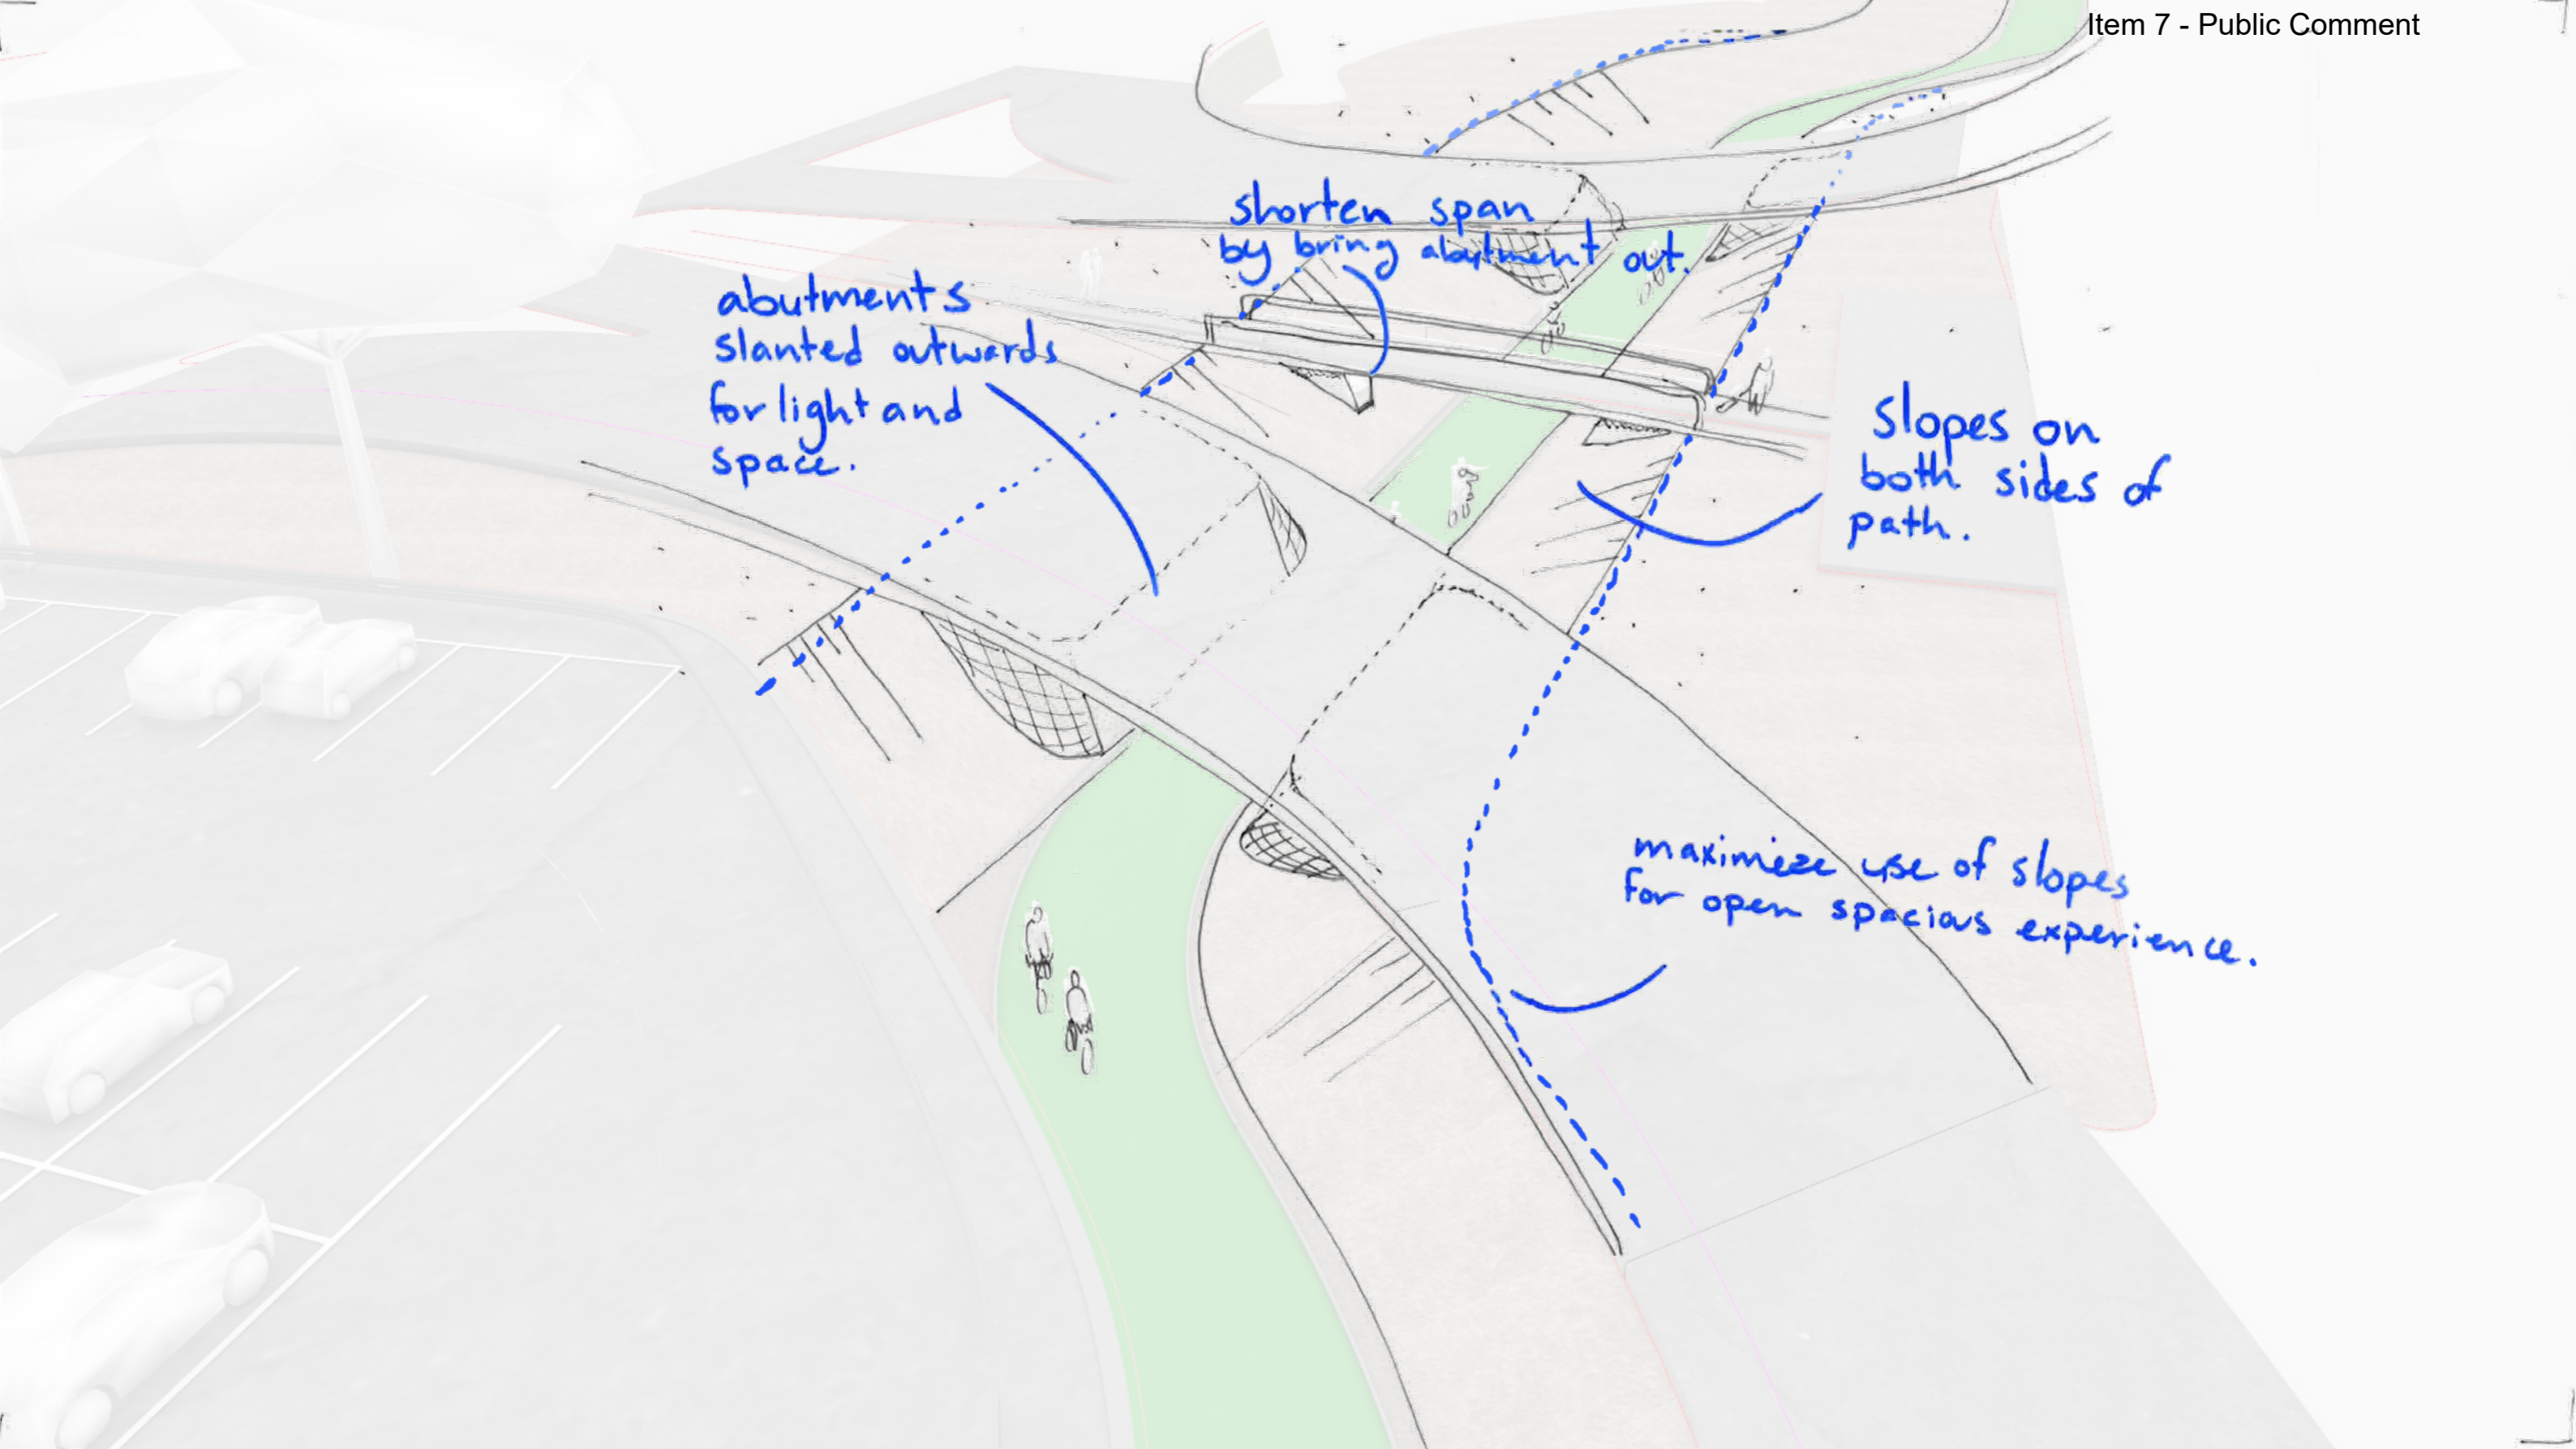 Item 7 - Public Comment
shorten span
by bring abutment out.
abutments
slanted outwards
for light and
space.
slopes on
both sides of
path.
maximieze use of slopes
for open spacious experience.